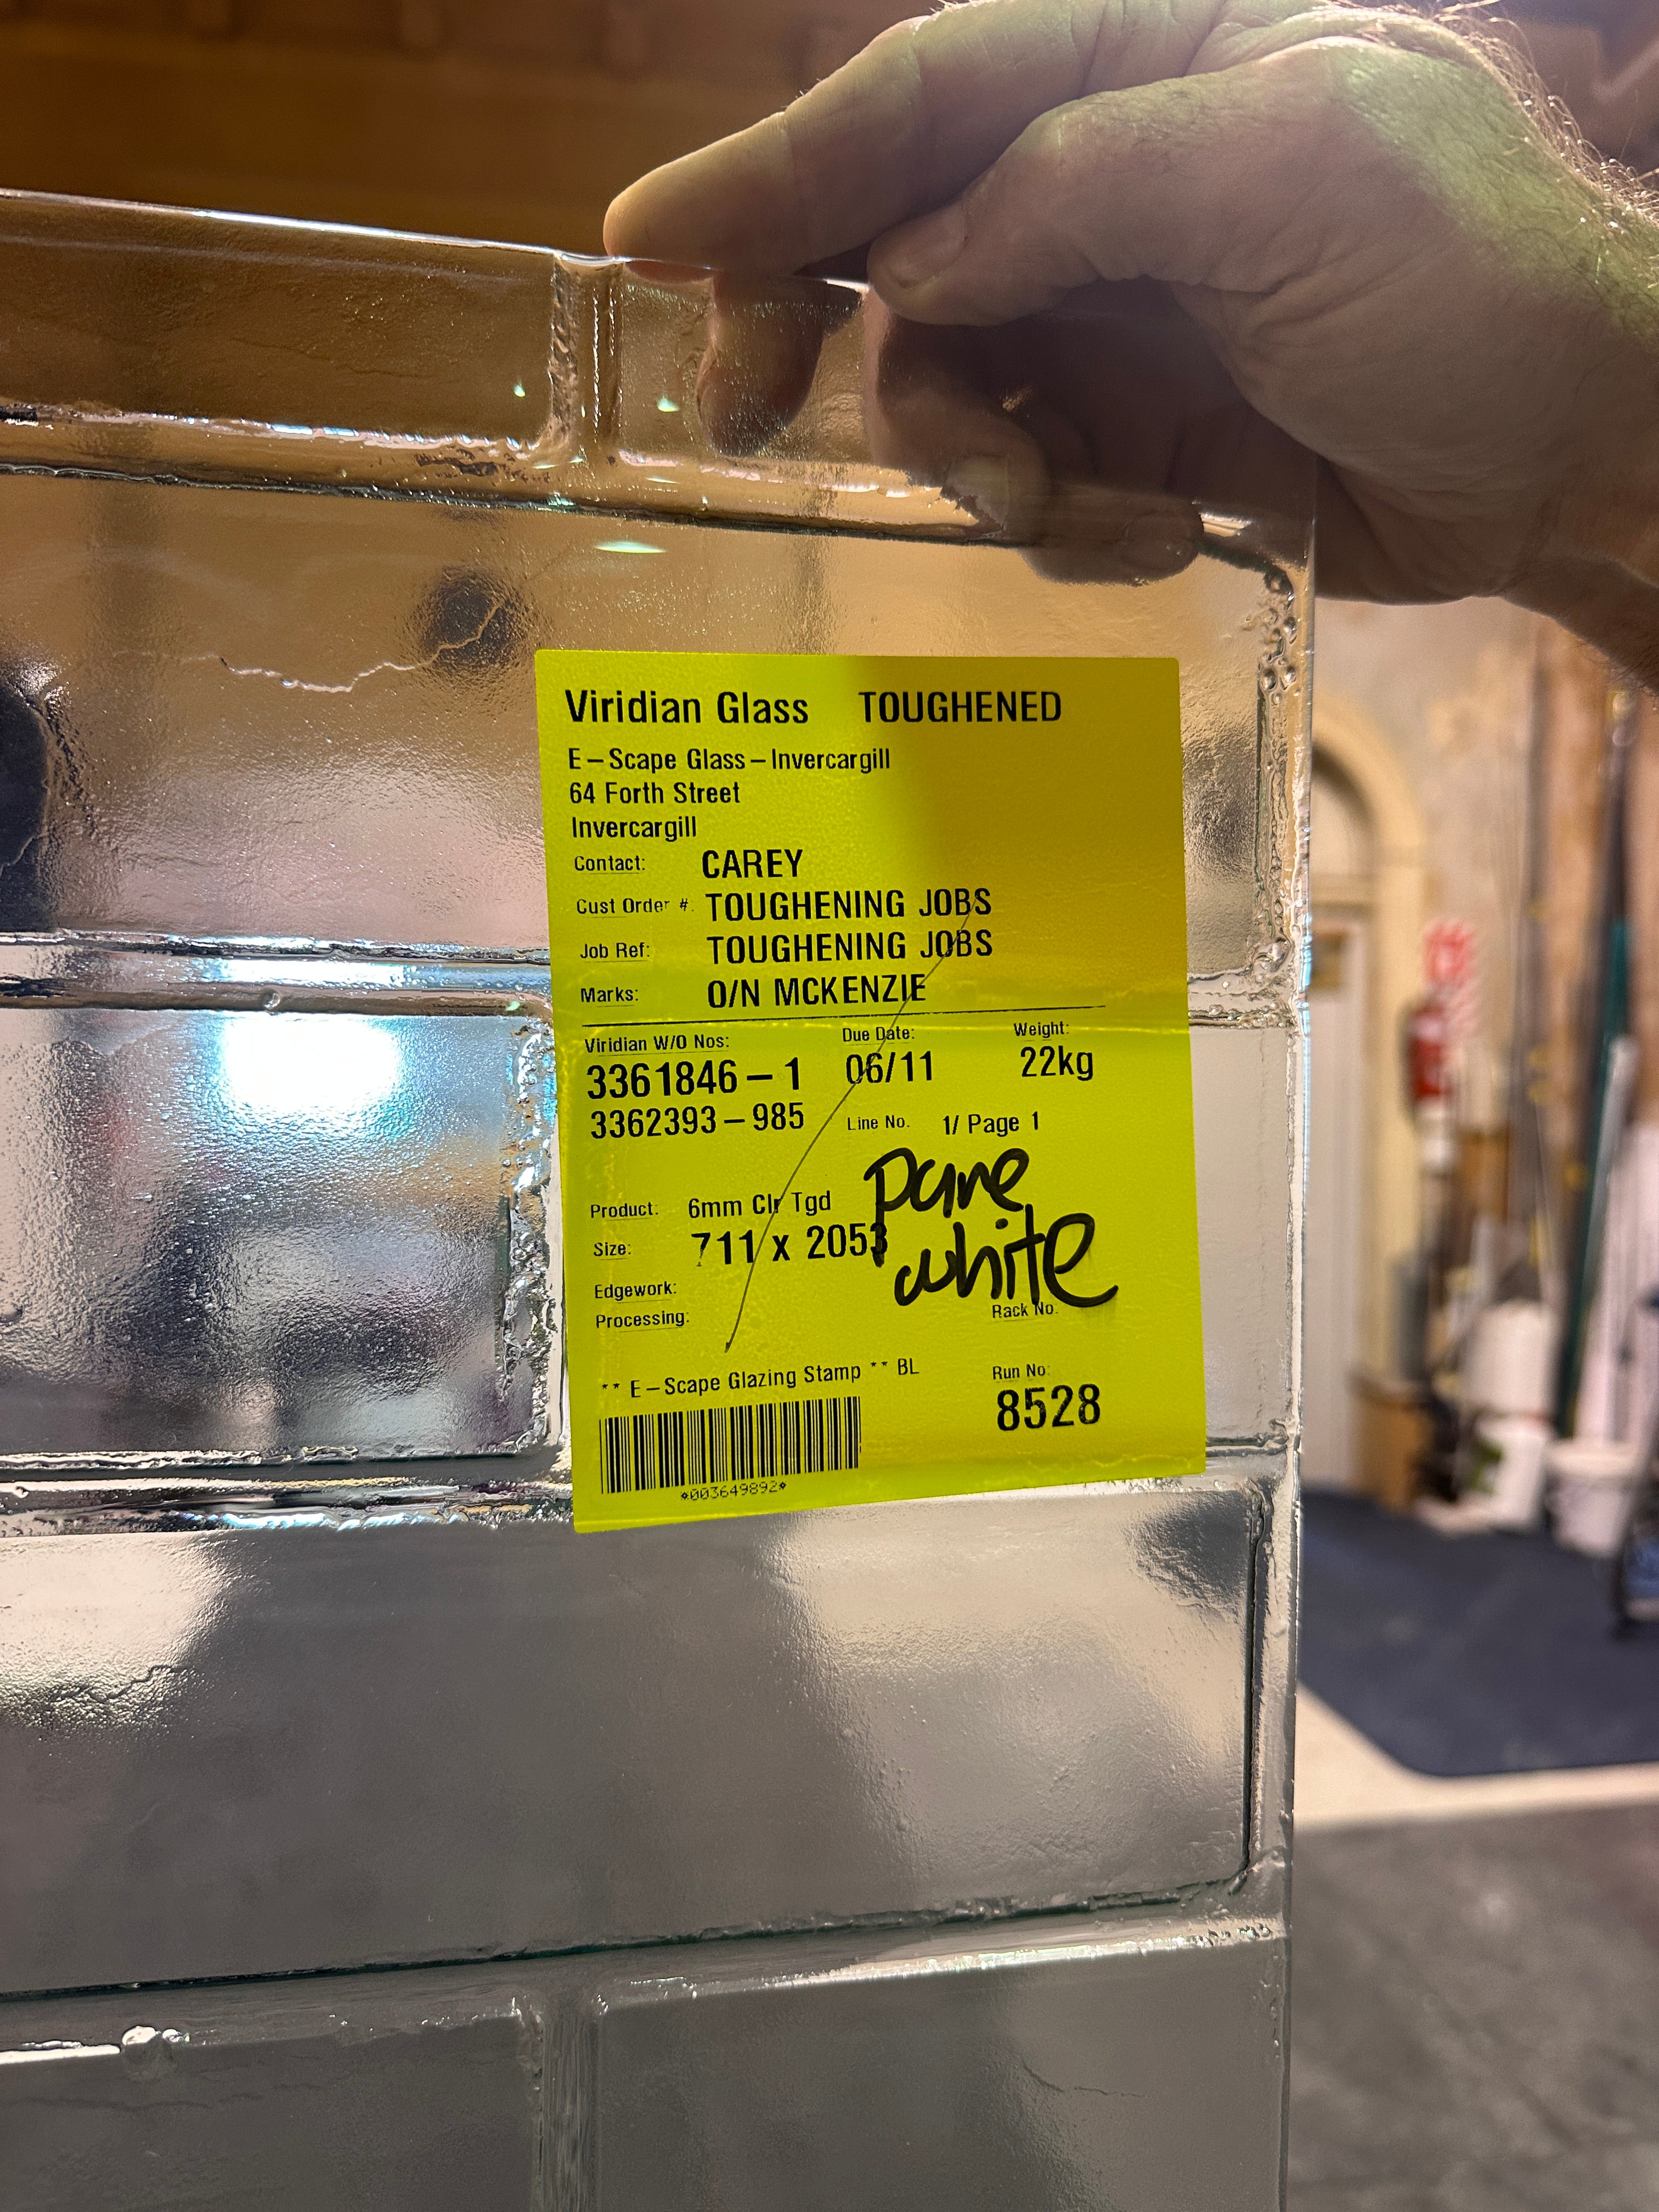 Viridian Glass TOUGHENED
E-Scape Glass-Invercargill
64 Forth Street
Invercargill
Contact: CAREY
Cust Order #. TOUGHENING JOBS
Job Ref: TOUGHENING JOBS
Marks: O/N MCKENZIE
Viridian W/O Nos: Due Date: Weight:
3361846-1 06/11 22kg
3362393-985 Line No. 1/ Page 1
pane
white
Product: 6mm Clr Tgd
Size: 711 x 2053
Edgework:
Processing: Rack No.
** E-Scape Glazing Stamp ** BL Run No:
8528
*003649892*